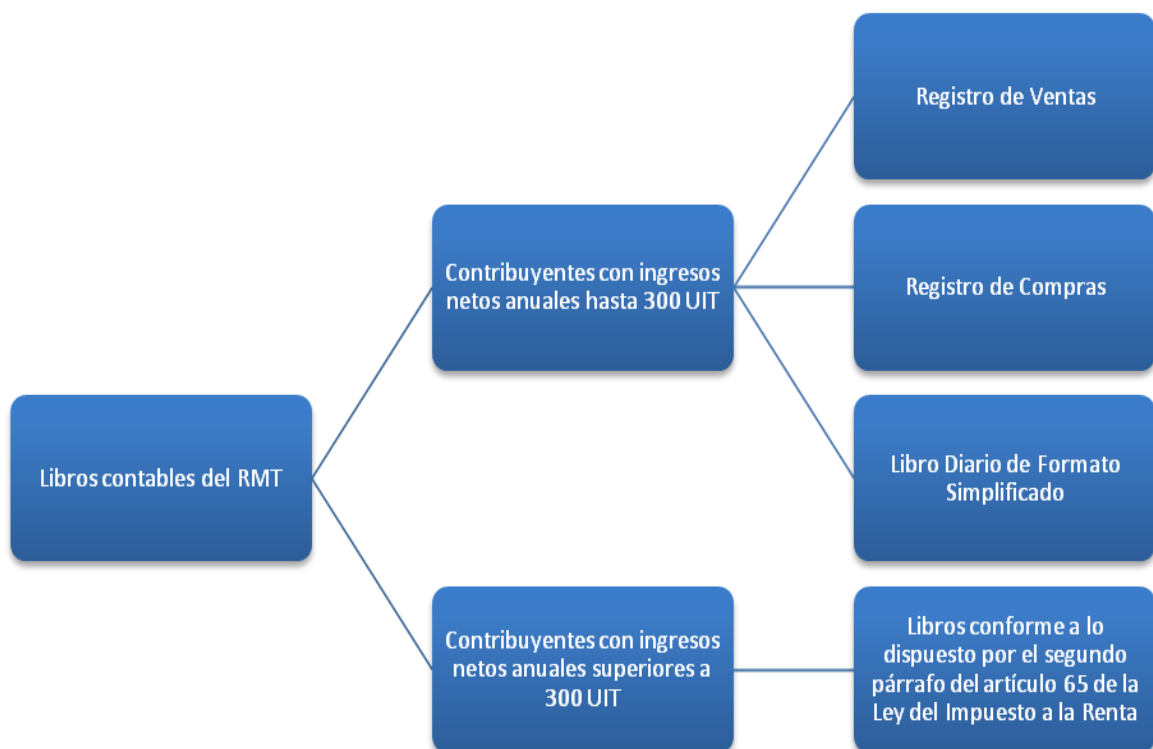 Libros contables del RMT
Contribuyentes con ingresos
netos anuales hasta 300 UIT
Registro de Ventas
Registro de Compras
Libro Diario de Formato
Simplificado
Contribuyentes con ingresos
netos anuales superiores a
300 UIT
Libros conforme a lo
dispuesto por el segundo
párrafo del artículo 65 de la
Ley del Impuesto a la Renta